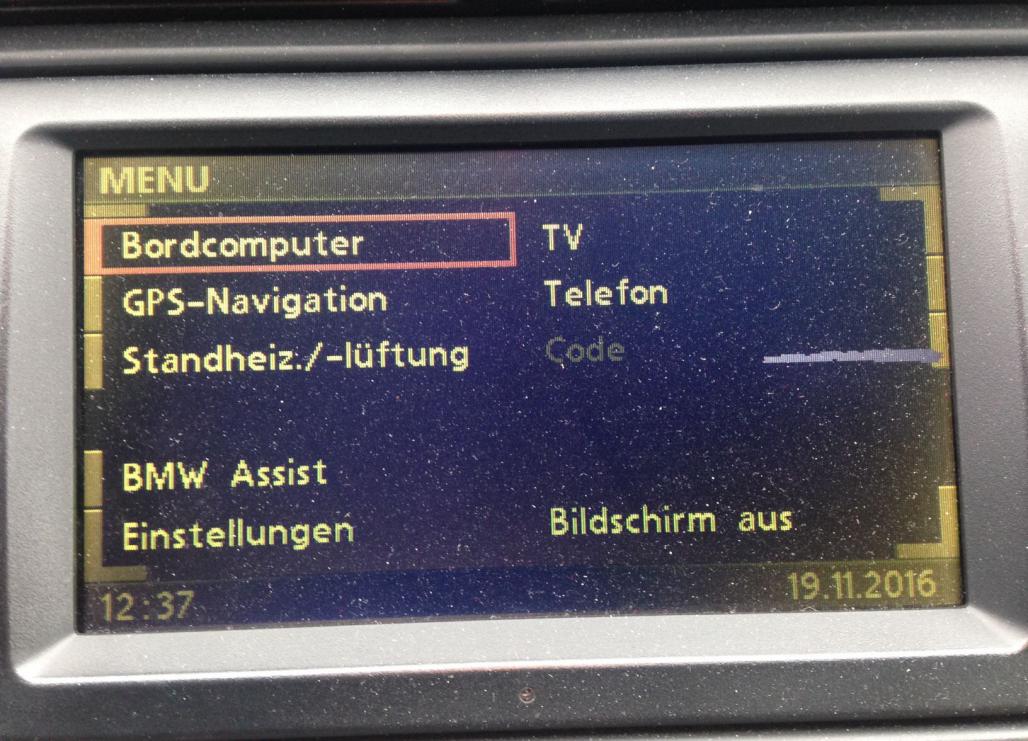 MENU
Bordcomputer
TV
GPS-Navigation
Telefon
Standheiz./-lüftung
Code
BMW Assist
Einstellungen
Bildschirm aus
12:37
19.11.2016